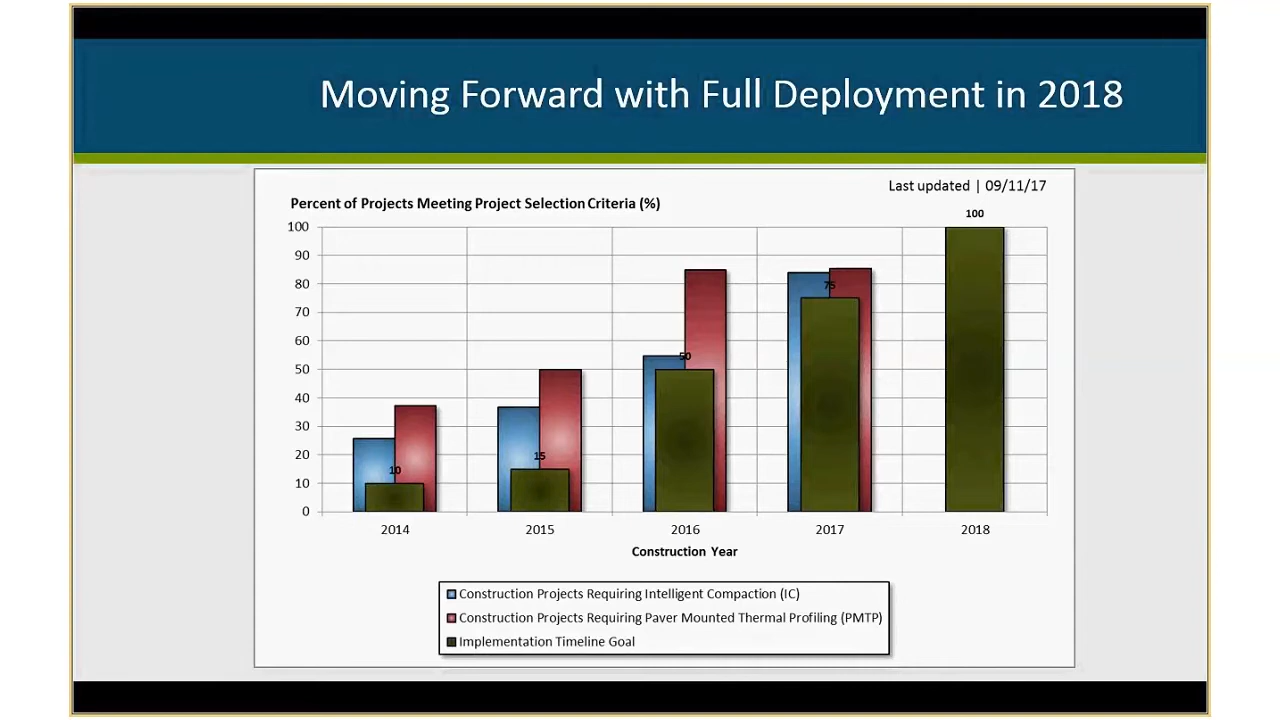 Moving Forward with Full Deployment in 2018
Last updated | 09/11/17
Percent of Projects Meeting Project Selection Criteria (%)
100
100
90
80
75
70
60
50
50
40
30
20
15
10
10
0
2014 2015 2016 2017 2018
Construction Year
Construction Projects Requiring Intelligent Compaction (IC)
Construction Projects Requiring Paver Mounted Thermal Profiling (PMTP)
Implementation Timeline Goal